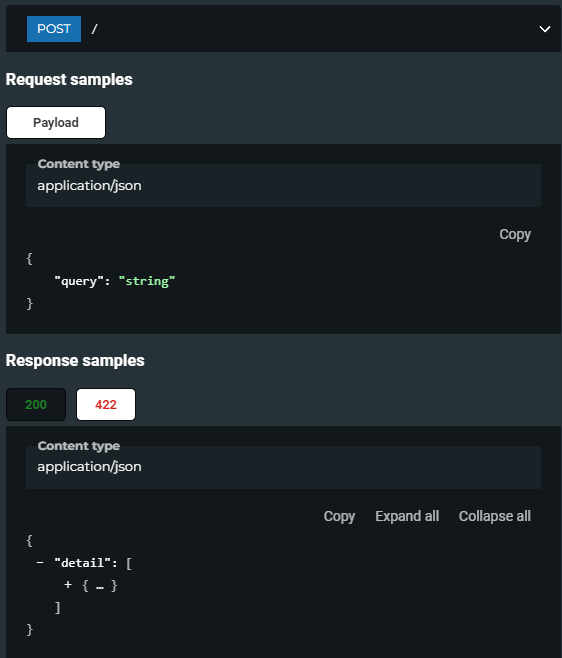 POST /
Request samples
Payload
Content type
application/json
Copy
{
"query": "string"
}
Response samples
200 422
Content type
application/json
Copy Expand all Collapse all
{
− "detail": [
+ { … }
]
}